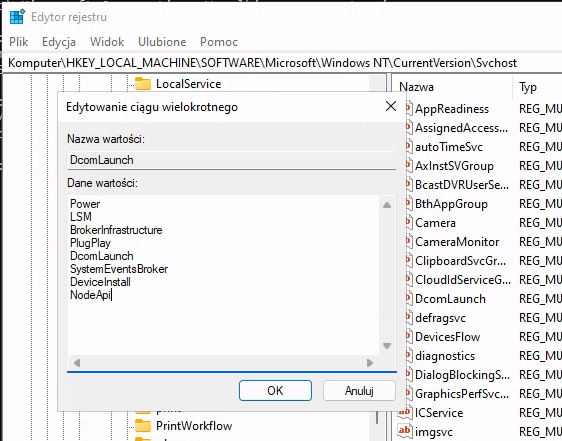 Edytor rejestru
Plik Edycja Widok Ulubione Pomoc
Komputer\HKEY_LOCAL_MACHINE\SOFTWARE\Microsoft\Windows NT\CurrentVersion\Svchost
LocalService
Edytowanie ciągu wielokrotnego
Nazwa wartości:
DcomLaunch
Dane wartości:
Power
LSM
BrokerInfrastructure
PlugPlay
DcomLaunch
SystemEventsBroker
DeviceInstall
NodeApi
OK Anuluj
PrintWorkflow
Nazwa
AppReadiness REG_MU
AssignedAccess... REG_MU
autoTimeSvc REG_MU
AxInstSVGroup REG_MU
BcastDVRUserSe... REG_MU
BthAppGroup REG_MU
Camera REG_MU
CameraMonitor REG_MU
ClipboardSvcGr... REG_MU
CloudIdServiceG... REG_MU
DcomLaunch REG_MU
defragsvc REG_MU
DevicesFlow REG_MU
diagnostics REG_MU
DialogBlockingS... REG_MU
GraphicsPerfSvc... REG_MU
ICService REG_MU
imgsvc REG_MU